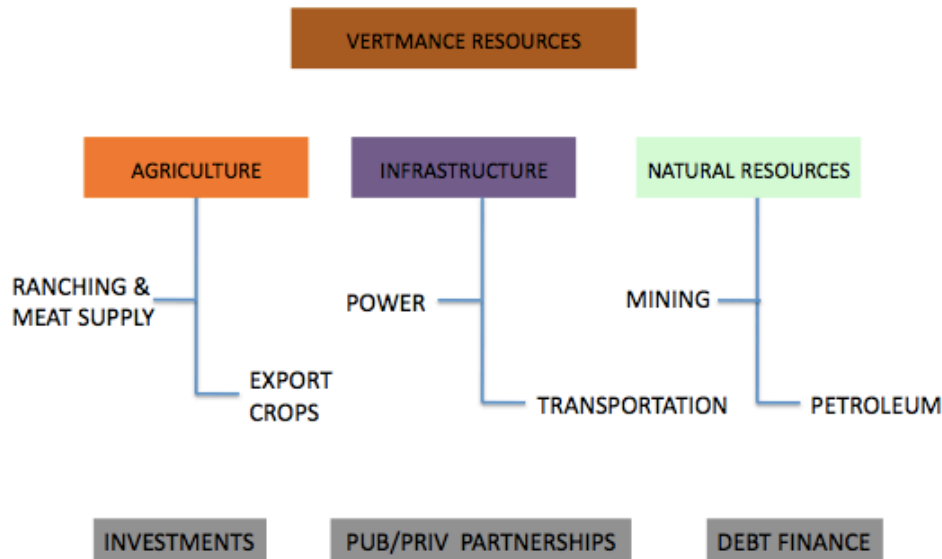 VERTMANCE RESOURCES
AGRICULTURE
INFRASTRUCTURE
NATURAL RESOURCES
RANCHING &
MEAT SUPPLY
POWER
MINING
EXPORT
CROPS
TRANSPORTATION
PETROLEUM
INVESTMENTS
PUB/PRIV PARTNERSHIPS
DEBT FINANCE